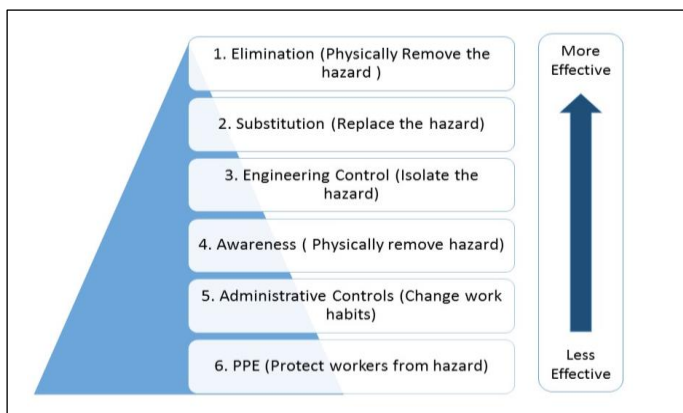 1. Elimination (Physically Remove the
hazard )
2. Substitution (Replace the hazard)
3. Engineering Control (Isolate the
hazard)
4. Awareness ( Physically remove hazard)
5. Administrative Controls (Change work
habits)
6. PPE (Protect workers from hazard)
More
Effective
Less
Effective